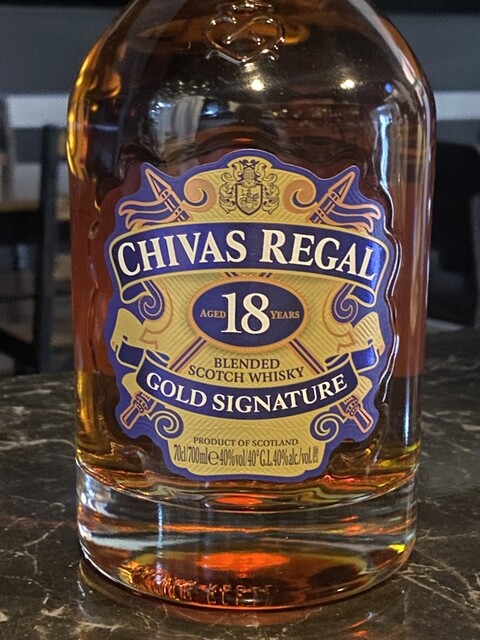 CHIVAS REGAL
AGED 18 YEARS
BLENDED
SCOTCH WHISKY
GOLD SIGNATURE
PRODUCT OF SCOTLAND
70cl/700ml℮40%vol/40°G.L.40%alc./vol.